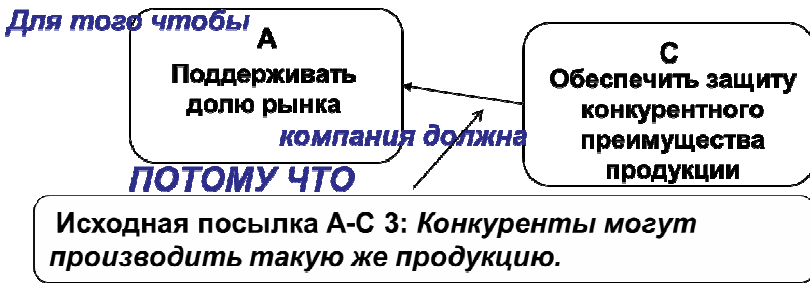 Для того чтобы
А
Поддерживать
долю рынка
С
Обеспечить защиту
конкурентного
преимущества
продукции
компания должна
ПОТОМУ ЧТО
Исходная посылка А-С 3: Конкуренты могут
производить такую же продукцию.